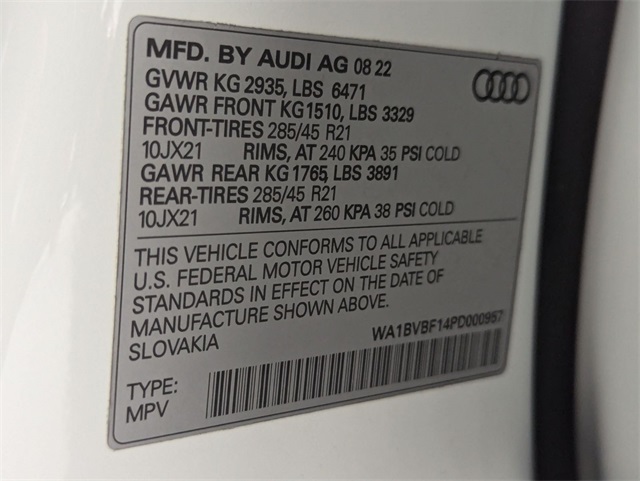 MFD. BY AUDI AG 08 22
GVWR KG 2935, LBS 6471
GAWR FRONT KG1510, LBS 3329
FRONT-TIRES 285/45 R21
10JX21 RIMS, AT 240 KPA 35 PSI COLD
GAWR REAR KG 1765, LBS 3891
REAR-TIRES 285/45 R21
10JX21 RIMS, AT 260 KPA 38 PSI COLD
THIS VEHICLE CONFORMS TO ALL APPLICABLE
U.S. FEDERAL MOTOR VEHICLE SAFETY
STANDARDS IN EFFECT ON THE DATE OF
MANUFACTURE SHOWN ABOVE.
SLOVAKIA
WA1BVBF14PD000957
TYPE:
MPV